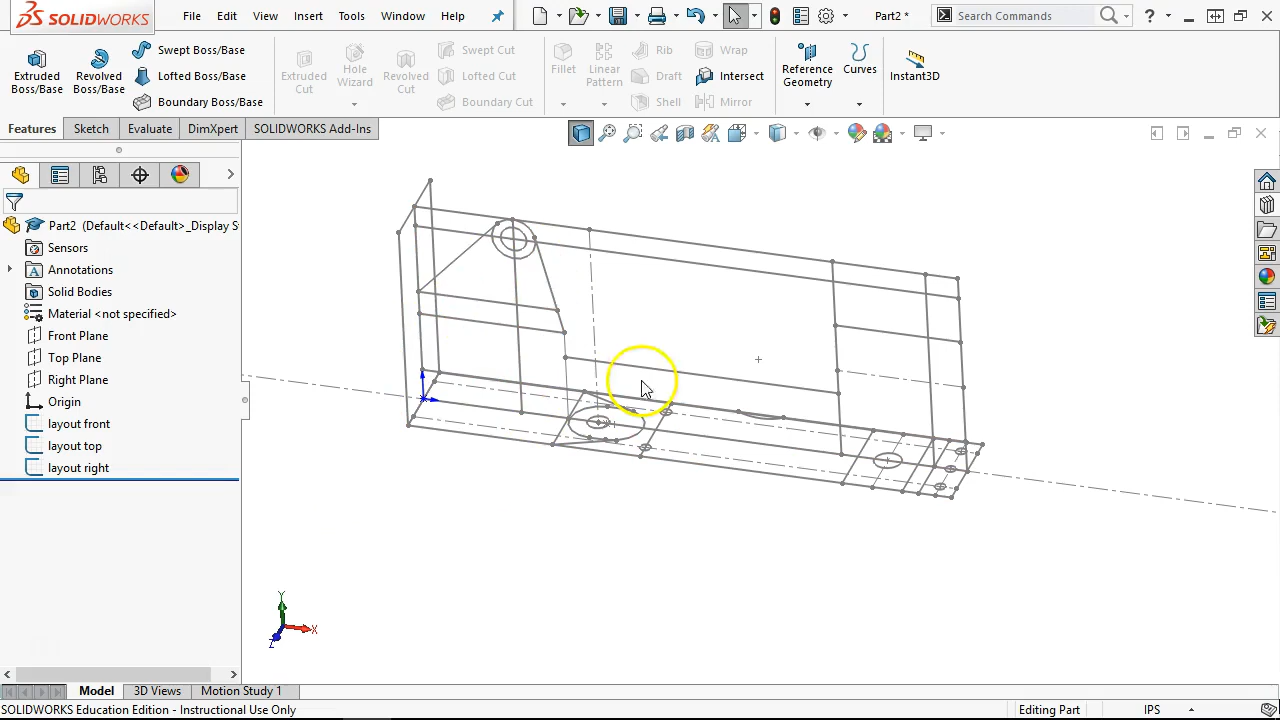 SOLIDWORKS File Edit View Insert Tools Window Help Part2 * Search Commands ?
Extruded Boss/Base Revolved Boss/Base Swept Boss/Base Lofted Boss/Base Boundary Boss/Base Extruded Cut Hole Wizard Revolved Cut Swept Cut Lofted Cut Boundary Cut Fillet Linear Pattern Rib Draft Shell Wrap Intersect Mirror Reference Geometry Curves Instant3D
Features Sketch Evaluate DimXpert SOLIDWORKS Add-Ins
Part2 (Default<<Default>_Display S
Sensors
Annotations
Solid Bodies
Material <not specified>
Front Plane
Top Plane
Right Plane
Origin
layout front
layout top
layout right
Y
X
Z
Model 3D Views Motion Study 1
SOLIDWORKS Education Edition - Instructional Use Only Editing Part IPS